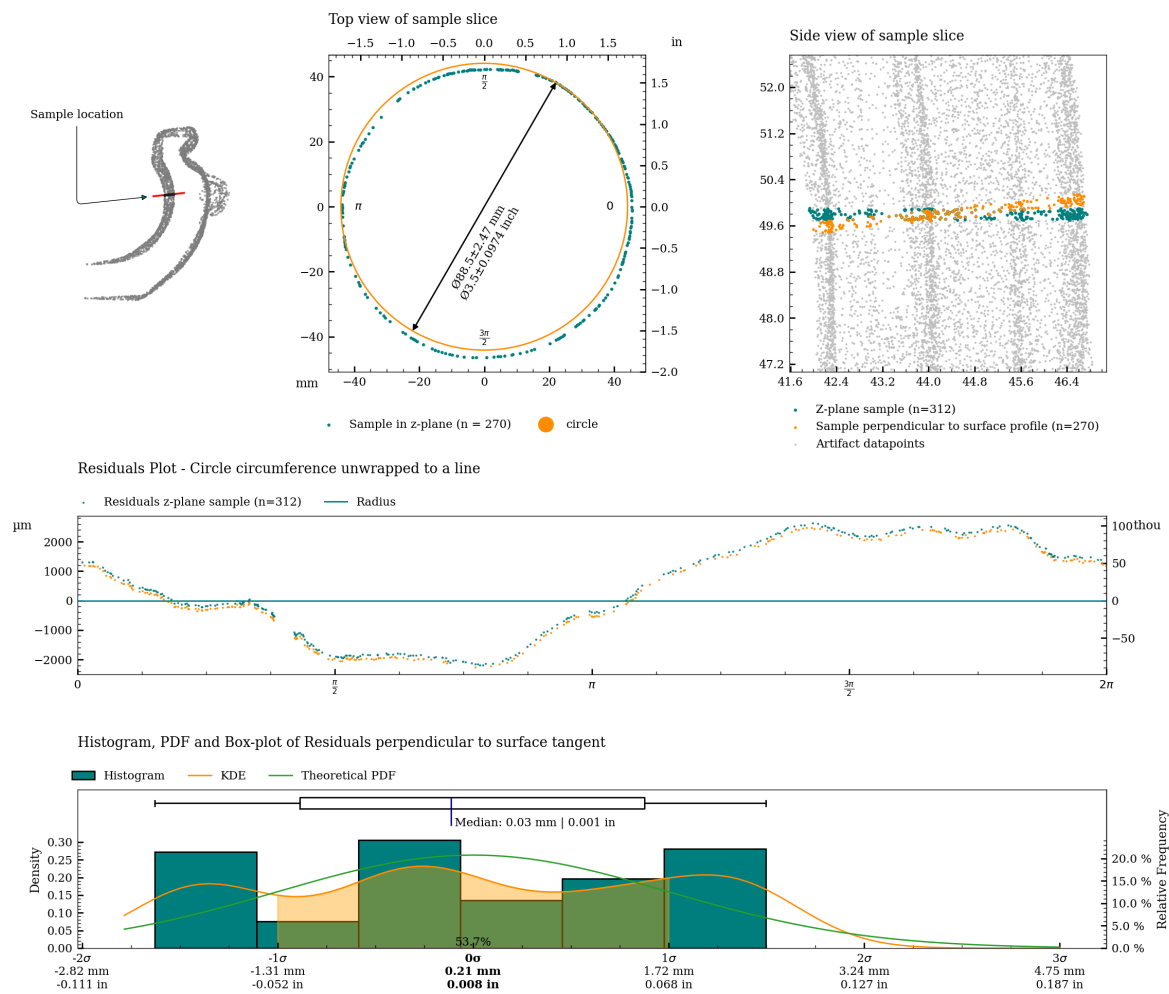 Top view of sample slice
−1.5 −1.0 −0.5 0.0 0.5 1.0 1.5 in
Side view of sample slice
Sample location
40 20 0 −20 −40
mm
−40 −20 0 20 40
1.5 1.0 0.5 0.0 −0.5 −1.0 −1.5 −2.0
π/2
π
0
3π/2
Ø88.5±2.47 mm
Ø3.5±0.0974 inch
Sample in z-plane (n = 270)
circle
52.0
51.2
50.4
49.6
48.8
48.0
47.2
41.6 42.4 43.2 44.0 44.8 45.6 46.4
Z-plane sample (n=312)
Sample perpendicular to surface profile (n=270)
Artifact datapoints
Residuals Plot - Circle circumference unwrapped to a line
Residuals z-plane sample (n=312)
Radius
µm
2000
1000
0
−1000
−2000
100 thou
50
0
−50
0 π/2 π 3π/2 2π
Histogram, PDF and Box-plot of Residuals perpendicular to surface tangent
Histogram
KDE
Theoretical PDF
Median: 0.03 mm | 0.001 in
Density
0.30
0.25
0.20
0.15
0.10
0.05
0.00
Relative Frequency
20.0 %
15.0 %
10.0 %
5.0 %
0.0 %
53.7%
-2σ -1σ 0σ 1σ 2σ 3σ
-2.82 mm -1.31 mm 0.21 mm 1.72 mm 3.24 mm 4.75 mm
-0.111 in -0.052 in 0.008 in 0.068 in 0.127 in 0.187 in